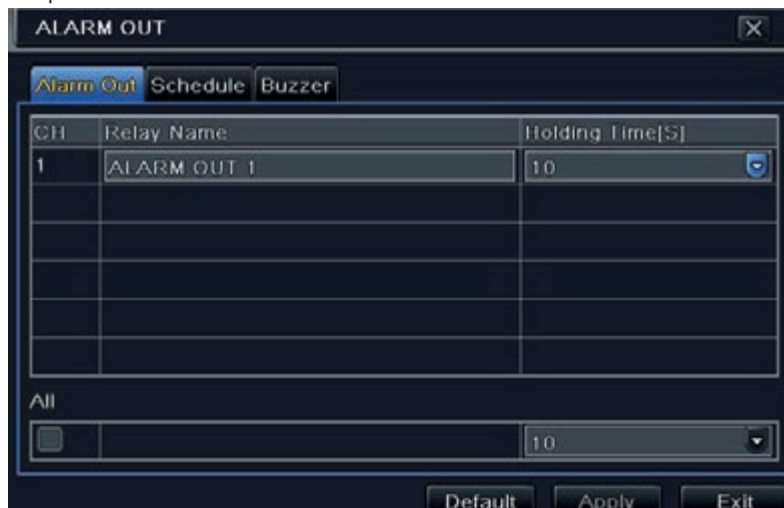 ALARM OUT
Alarm Out Schedule Buzzer
CH Relay Name Holding Time[S]
1 ALARM OUT 1 10
All
10
Default Apply Exit